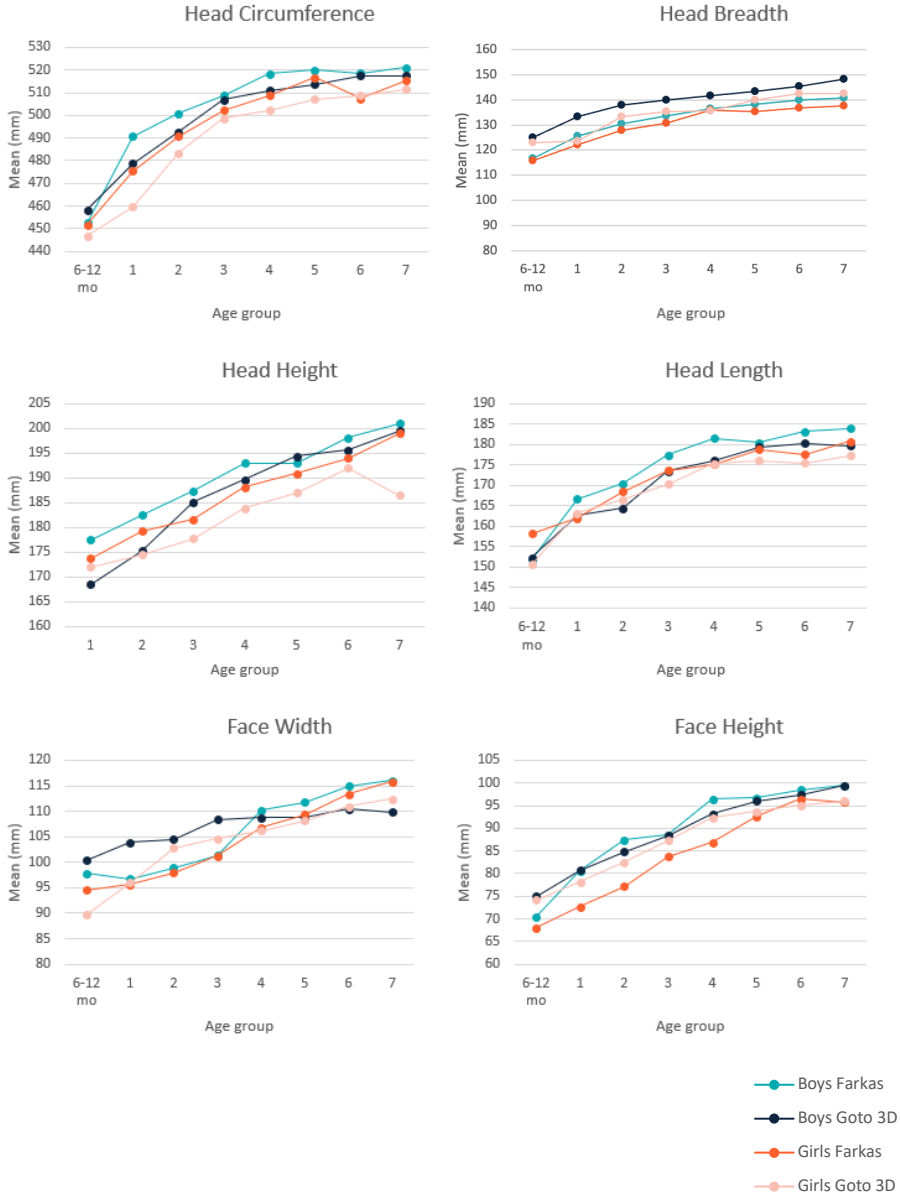 Head Circumference
Mean (mm)
530
520
510
500
490
480
470
460
450
440
6-12
mo
1 2 3 4 5 6 7
Age group
Head Breadth
Mean (mm)
160
150
140
130
120
110
100
90
80
6-12
mo
1 2 3 4 5 6 7
Age group
Head Height
Mean (mm)
205
200
195
190
185
180
175
170
165
160
1 2 3 4 5 6 7
Age group
Head Length
Mean (mm)
190
185
180
175
170
165
160
155
150
145
140
6-12
mo
1 2 3 4 5 6 7
Age group
Face Width
Mean (mm)
120
115
110
105
100
95
90
85
80
6-12
mo
1 2 3 4 5 6 7
Age group
Face Height
Mean (mm)
105
100
95
90
85
80
75
70
65
60
6-12
mo
1 2 3 4 5 6 7
Age group
Boys Farkas
Boys Goto 3D
Girls Farkas
Girls Goto 3D